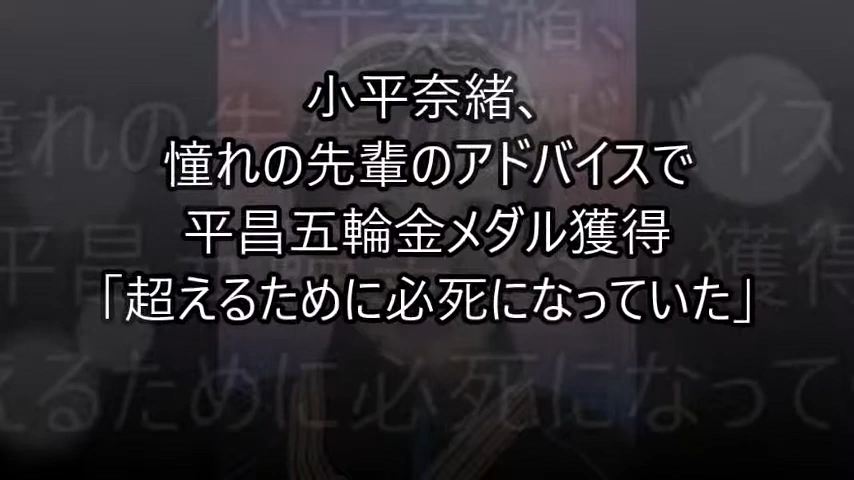 小平奈緒、
憧れの先輩のアドバイスで
平昌五輪金メダル獲得
「超えるために必死になっていた」